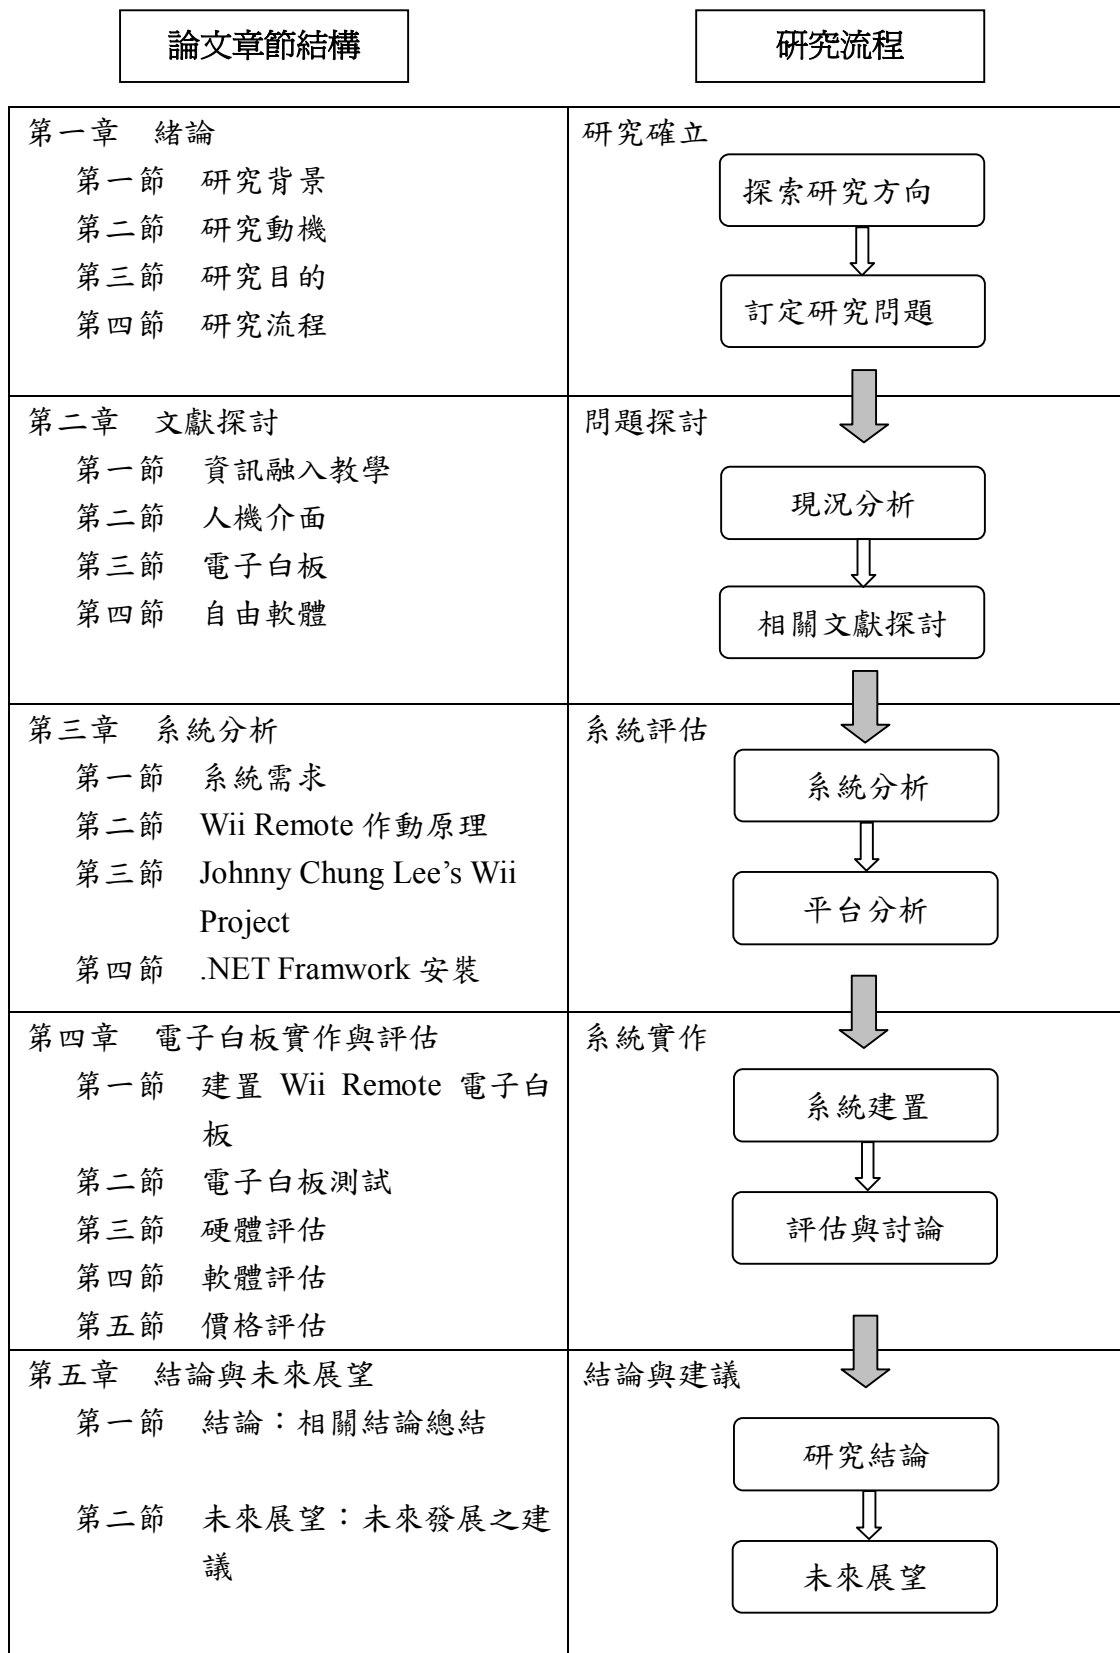 論文章節結構
研究流程
第一章 緒論
第一節 研究背景
第二節 研究動機
第三節 研究目的
第四節 研究流程
研究確立
探索研究方向
訂定研究問題
第二章 文獻探討
第一節 資訊融入教學
第二節 人機介面
第三節 電子白板
第四節 自由軟體
問題探討
現況分析
相關文獻探討
第三章 系統分析
第一節 系統需求
第二節 Wii Remote 作動原理
第三節 Johnny Chung Lee’s Wii
Project
第四節 .NET Framwork 安裝
系統評估
系統分析
平台分析
第四章 電子白板實作與評估
第一節 建置 Wii Remote 電子白
板
第二節 電子白板測試
第三節 硬體評估
第四節 軟體評估
第五節 價格評估
系統實作
系統建置
評估與討論
第五章 結論與未來展望
第一節 結論：相關結論總結
第二節 未來展望：未來發展之建
議
結論與建議
研究結論
未來展望